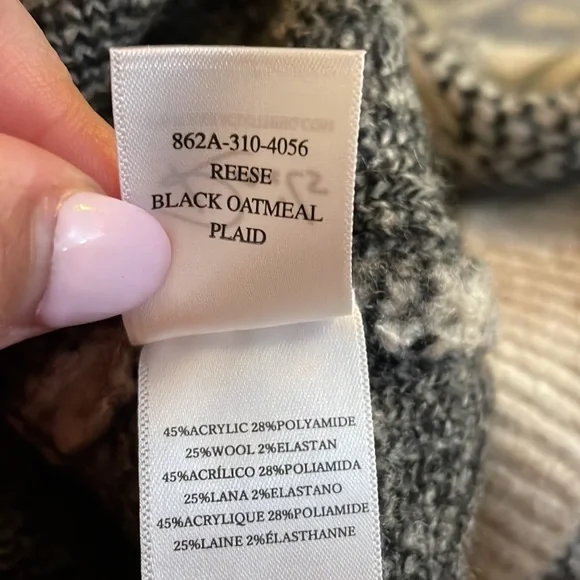 862A-310-4056
REESE
BLACK OATMEAL
PLAID
45%ACRYLIC 28%POLYAMIDE
25%WOOL 2%ELASTAN
45%ACRÍLICO 28%POLIAMIDA
25%LANA 2%ELASTANO
45%ACRYLIQUE 28%POLIAMIDE
25%LAINE 2%ÉLASTHANNE